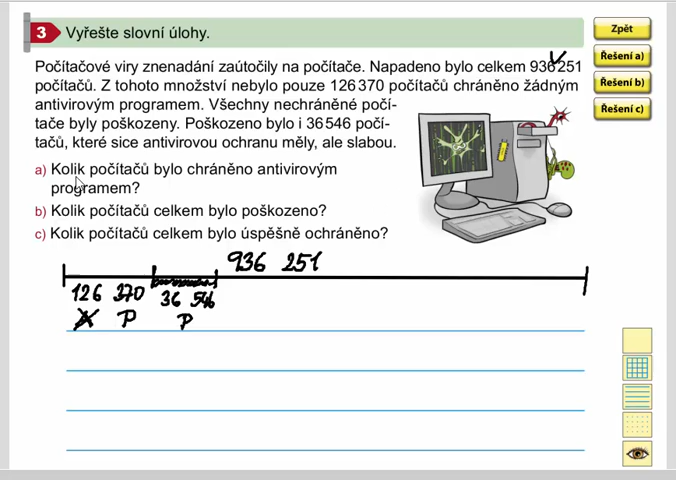 3 Vyřešte slovní úlohy.
Zpět
Řešení a)
Řešení b)
Řešení c)
Počítačové viry znenadání zaútočily na počítače. Napadeno bylo celkem 936 251
počítačů. Z tohoto množství nebylo pouze 126 370 počítačů chráněno žádným
antivirovým programem. Všechny nechráněné počí-
tače byly poškozeny. Poškozeno bylo i 36 546 počí-
tačů, které sice antivirovou ochranu měly, ale slabou.
a) Kolik počítačů bylo chráněno antivirovým
programem?
b) Kolik počítačů celkem bylo poškozeno?
c) Kolik počítačů celkem bylo úspěšně ochráněno?
936 251
126 370 36 546
A P P